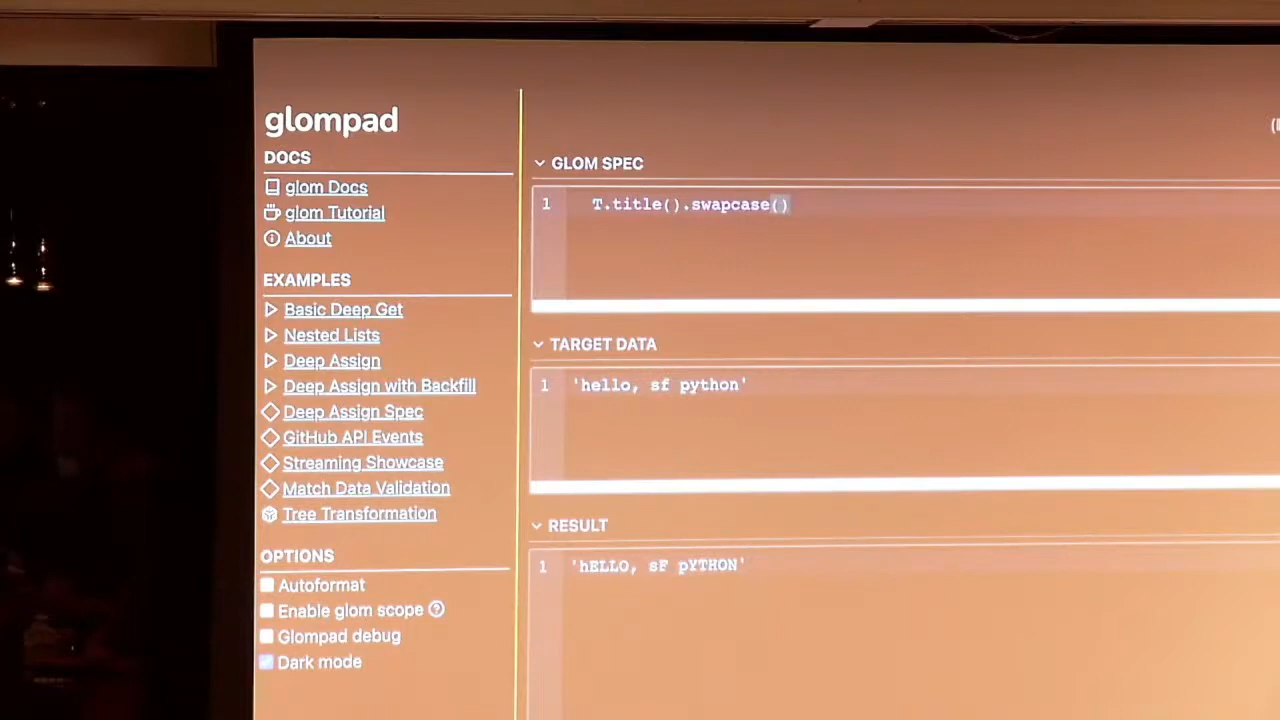 glompad
DOCS
glom Docs
glom Tutorial
About
EXAMPLES
Basic Deep Get
Nested Lists
Deep Assign
Deep Assign with Backfill
Deep Assign Spec
GitHub API Events
Streaming Showcase
Match Data Validation
Tree Transformation
OPTIONS
Autoformat
Enable glom scope
Glompad debug
Dark mode
GLOM SPEC
1 T.title().swapcase()
TARGET DATA
1 'hello, sf python'
RESULT
1 'hELLO, sF pYTHON'